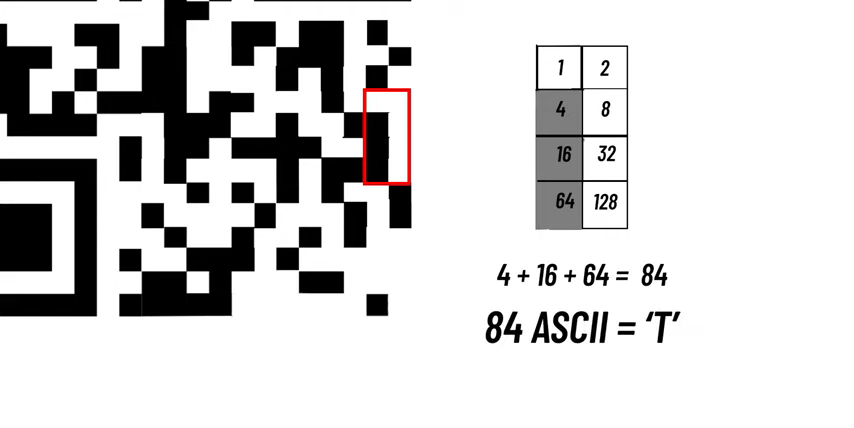 1 2
4 8
16 32
64 128
4 + 16 + 64 = 84
84 ASCII = ‘T’